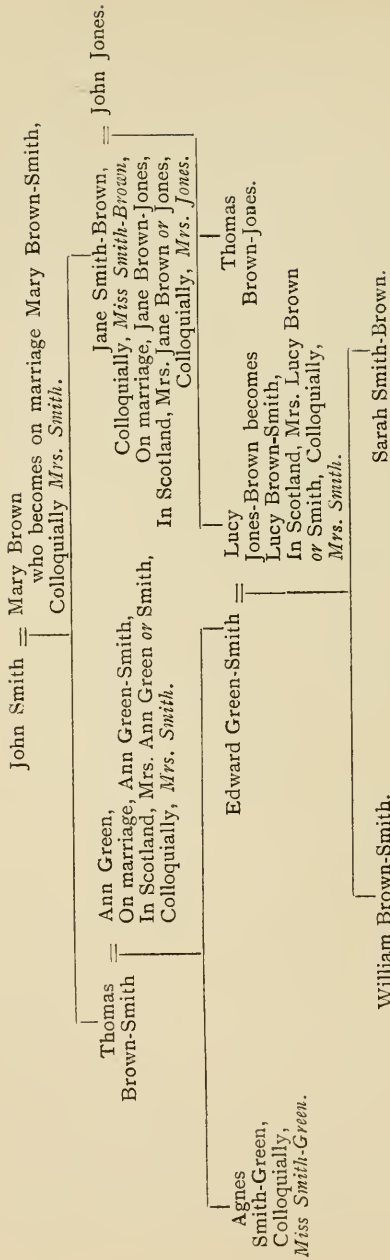 John Smith = Mary Brown
who becomes on marriage Mary Brown-Smith,
Colloquially Mrs. Smith.
Thomas
Brown-Smith
= Ann Green,
On marriage, Ann Green-Smith,
In Scotland, Mrs. Ann Green or Smith,
Colloquially, Mrs. Smith.
Jane Smith-Brown,
Colloquially, Miss Smith-Brown,
On marriage, Jane Brown-Jones,
In Scotland, Mrs. Jane Brown or Jones,
Colloquially, Mrs. Jones.
= John Jones.
Agnes
Smith-Green,
Colloquially,
Miss Smith-Green.
Edward Green-Smith =
Lucy
Jones-Brown becomes
Lucy Brown-Smith,
In Scotland, Mrs. Lucy Brown
or Smith, Colloquially,
Mrs. Smith.
Thomas
Brown-Jones.
William Brown-Smith.
Sarah Smith-Brown.